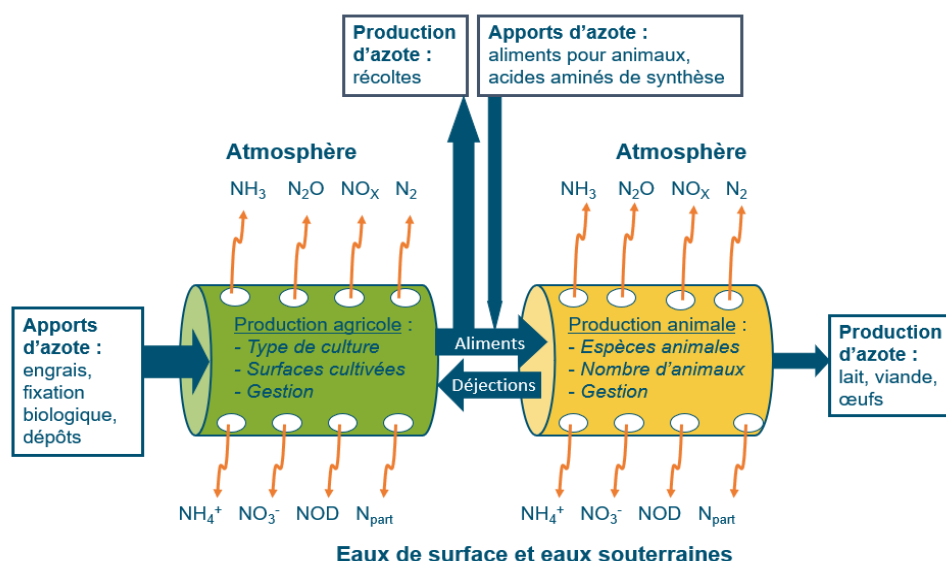 Production
d'azote :
récoltes
Apports d'azote :
aliments pour animaux,
acides aminés de synthèse
Atmosphère
Atmosphère
NH₃ N₂O NOₓ N₂
NH₃ N₂O NOₓ N₂
Apports
d'azote :
engrais,
fixation
biologique,
dépôts
Production agricole :
- Type de culture
- Surfaces cultivées
- Gestion
Aliments
Déjections
Production animale :
- Espèces animales
- Nombre d'animaux
- Gestion
Production
d'azote :
lait, viande,
œufs
NH₄⁺ NO₃⁻ NOD Npart
NH₄⁺ NO₃⁻ NOD Npart
Eaux de surface et eaux souterraines